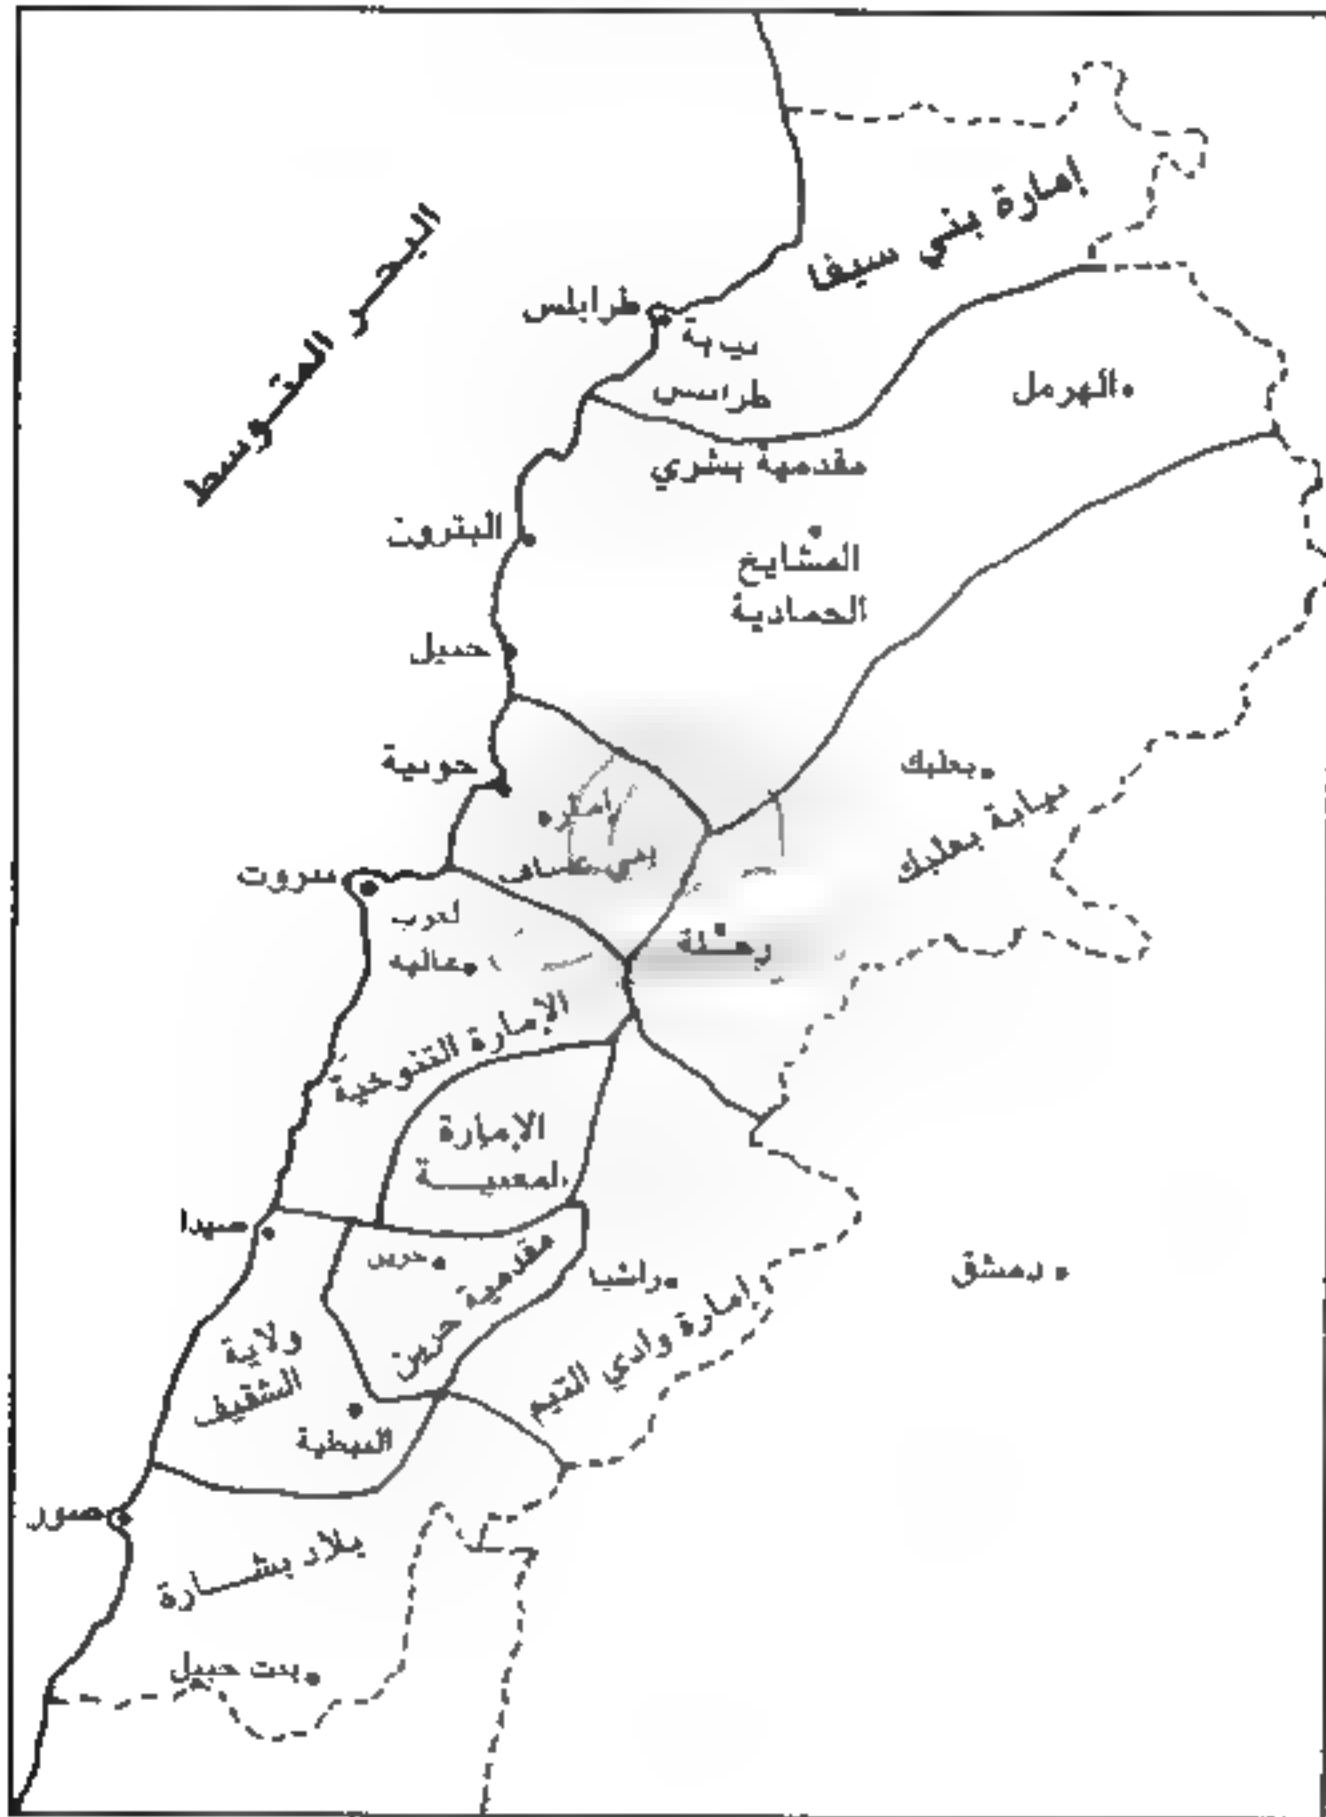 إمارة بني سيفا
البحر المتوسط
طرابلس
نيابة
طرابلس
الهرمل
مقدمية بشري
البترون
المشايخ
الحمادية
جبيل
جونية
بعلبك
نيابة بعلبك
إمارة
بني عساف
بيروت
زحلة
عاليه
الإمارة التنوخية
الإمارة
المعنية
صيدا
جزين
مقدمية جزين
راشيا
دمشق
إمارة وادي التيم
ولاية
الشقيف
النبطية
صور
بلاد بشارة
بنت جبيل